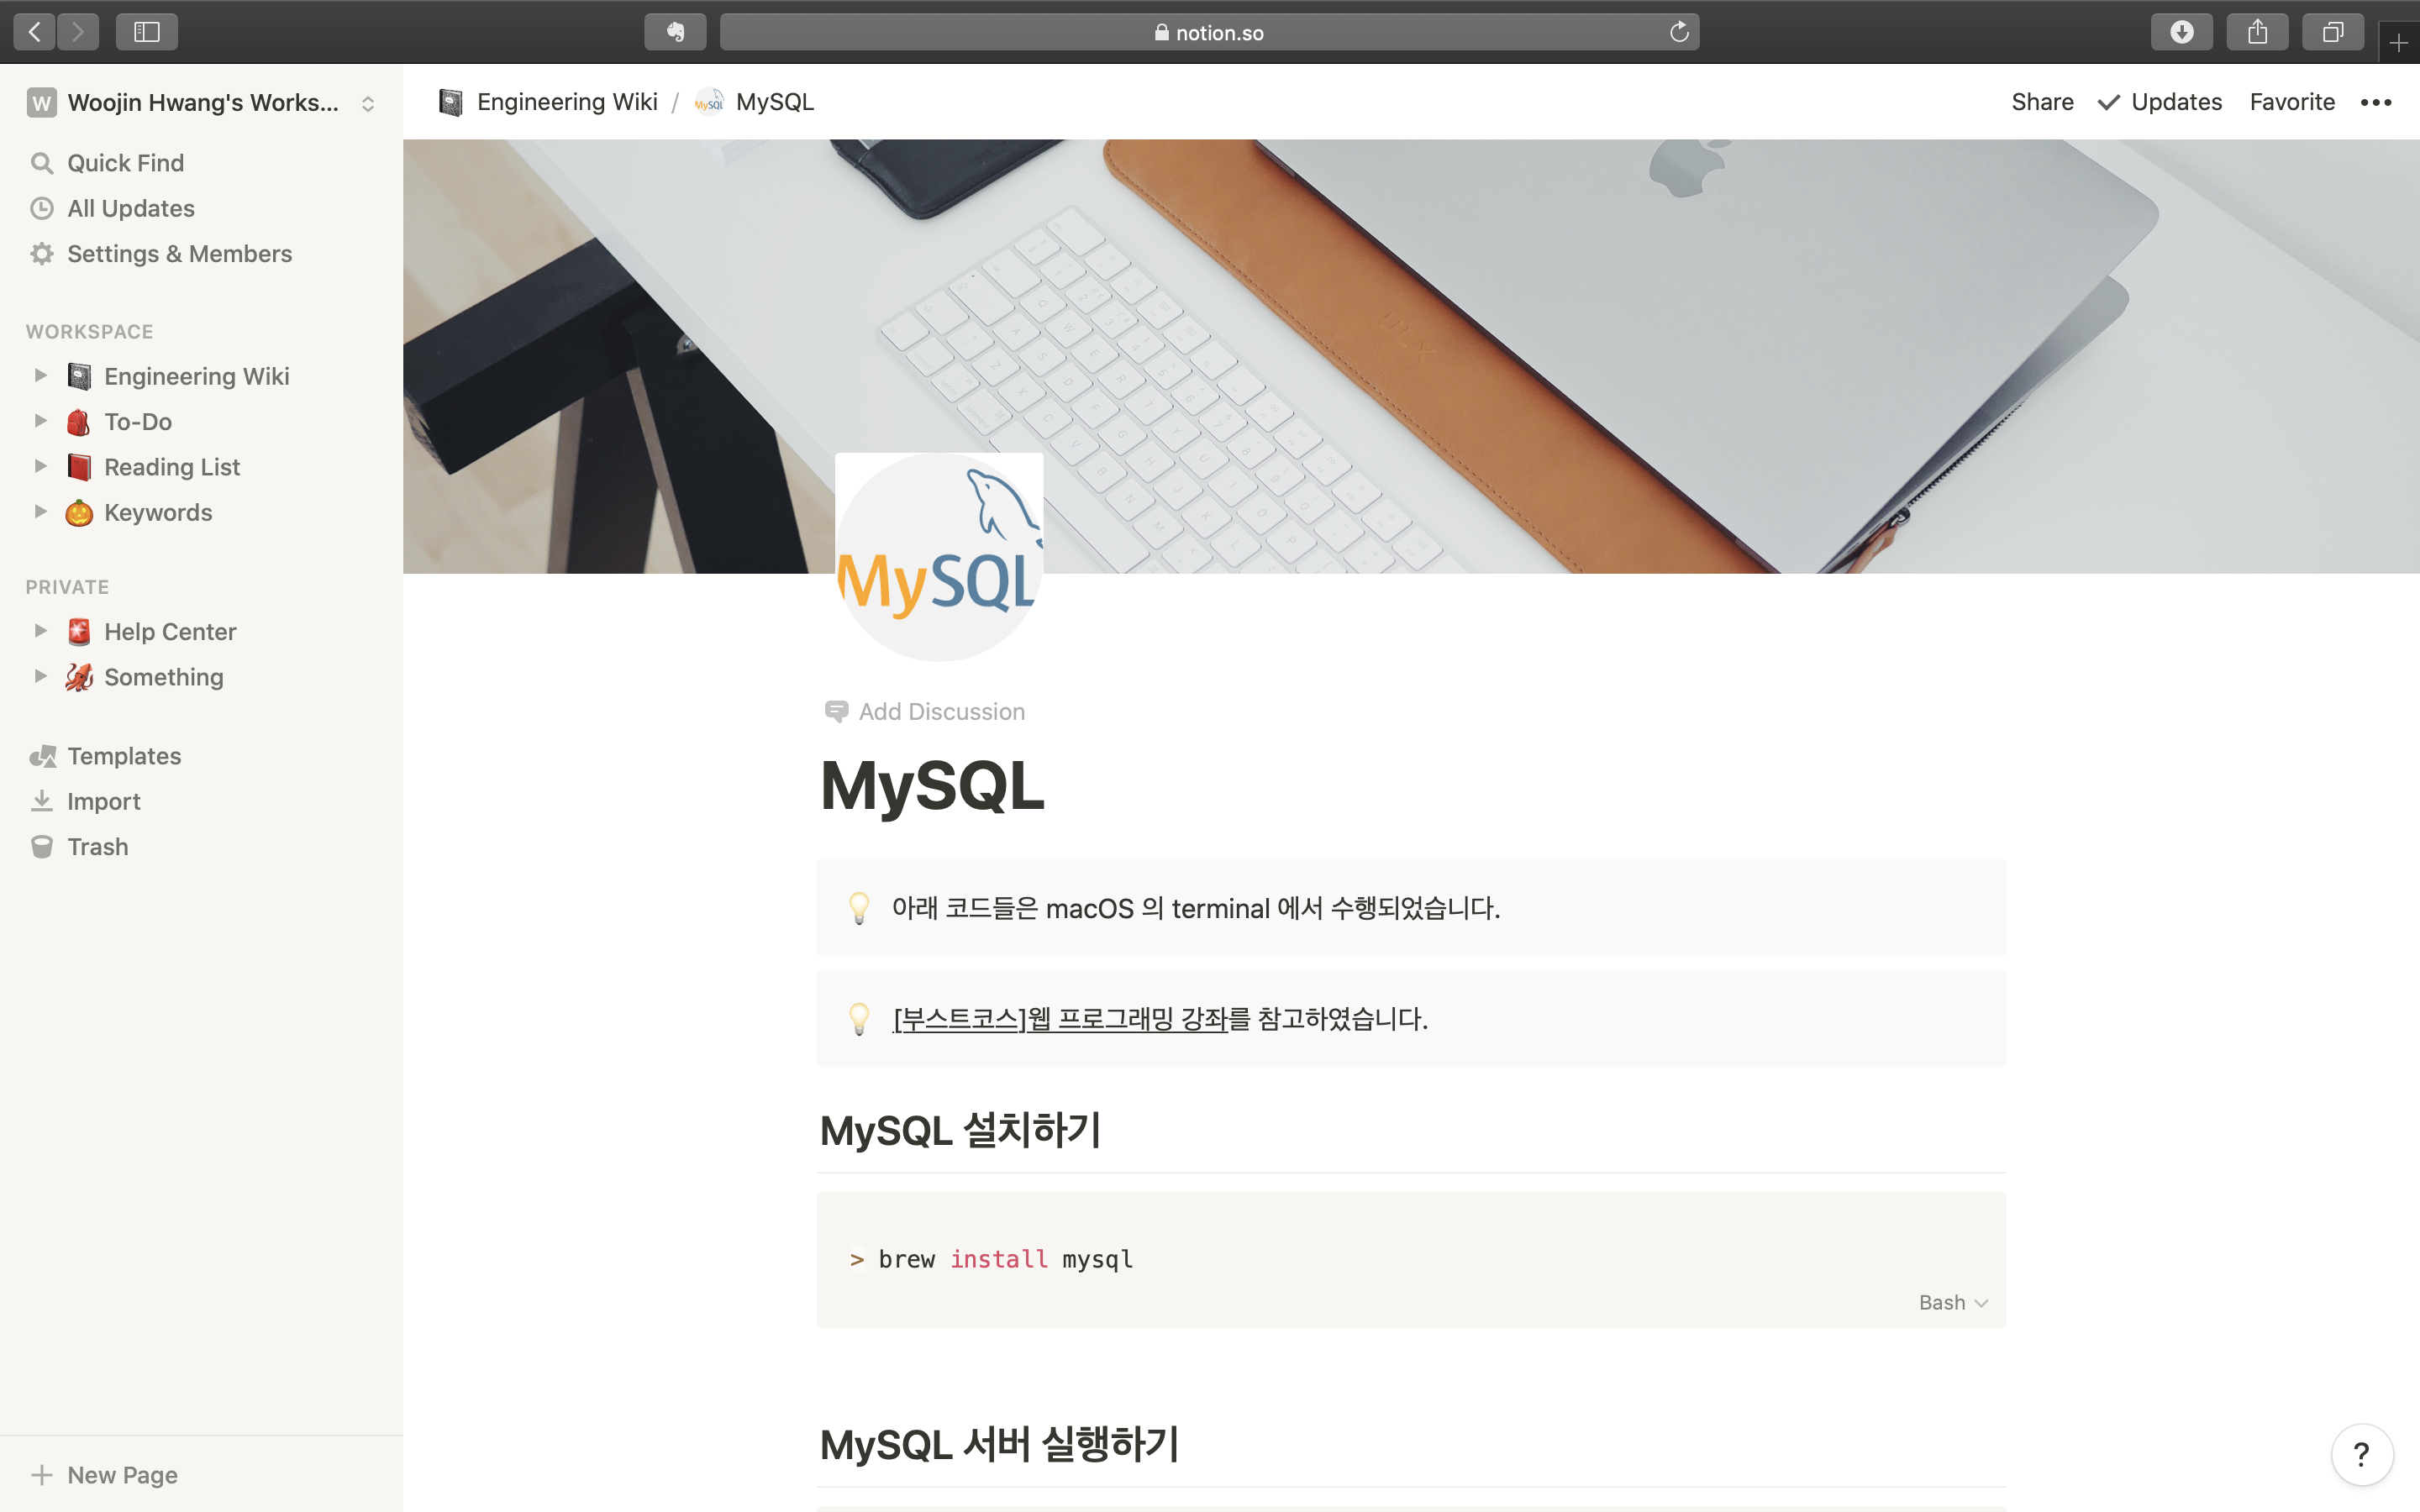 notion.so
W Woojin Hwang's Works...
Quick Find
All Updates
Settings & Members
WORKSPACE
Engineering Wiki
To-Do
Reading List
Keywords
PRIVATE
Help Center
Something
Templates
Import
Trash
New Page
Engineering Wiki / MySQL MySQL
Share Updates Favorite
MySQL
Add Discussion
MySQL
아래 코드들은 macOS 의 terminal 에서 수행되었습니다.
[부스트코스]웹 프로그래밍 강좌를 참고하였습니다.
MySQL 설치하기
> brew install mysql
Bash
MySQL 서버 실행하기
?